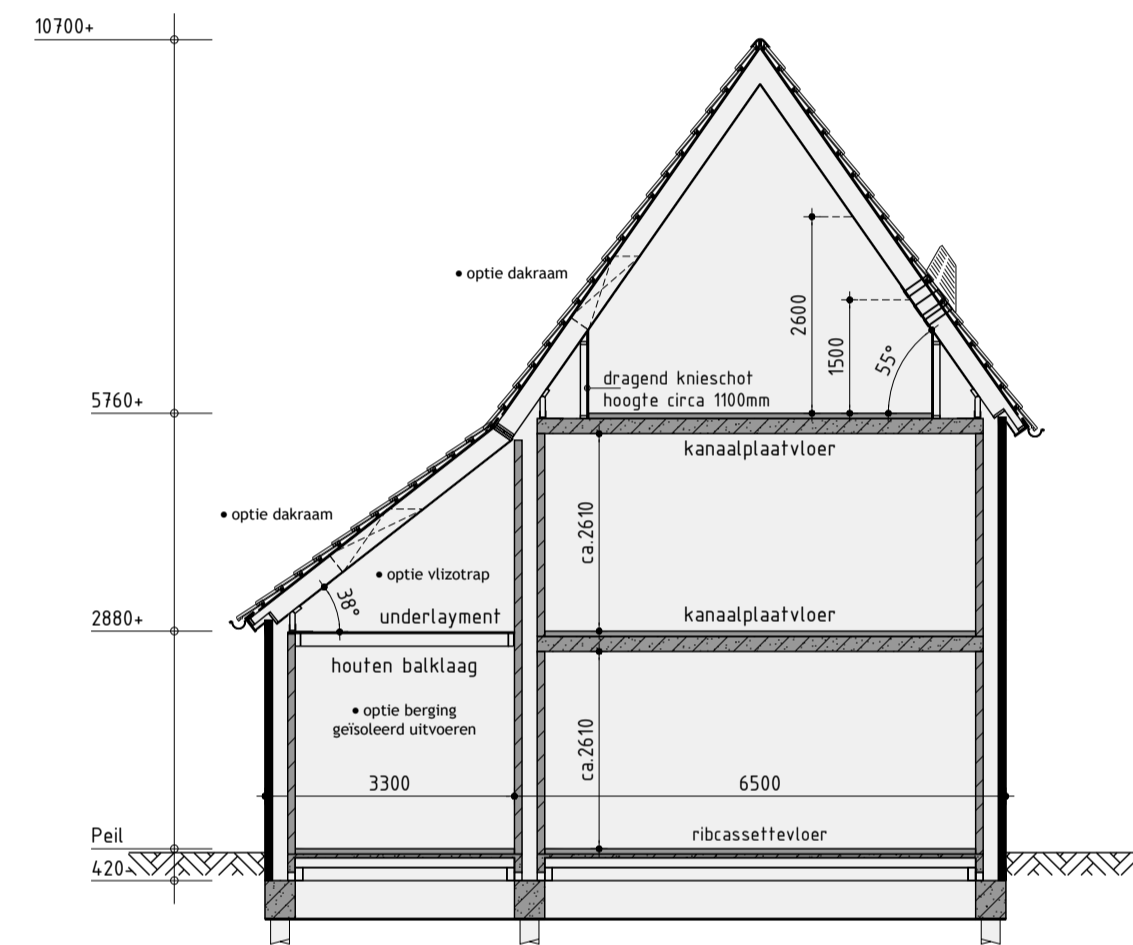 10700+
• optie dakraam
2600
1500
55°
dragend knieschot
hoogte circa 1100mm
5760+
kanaalplaatvloer
• optie dakraam
ca.2610
• optie vlizotrap
38°
underlayment
kanaalplaatvloer
2880+
houten balklaag
• optie berging
geïsoleerd uitvoeren
ca.2610
3300
6500
Peil
ribcassettevloer
420-